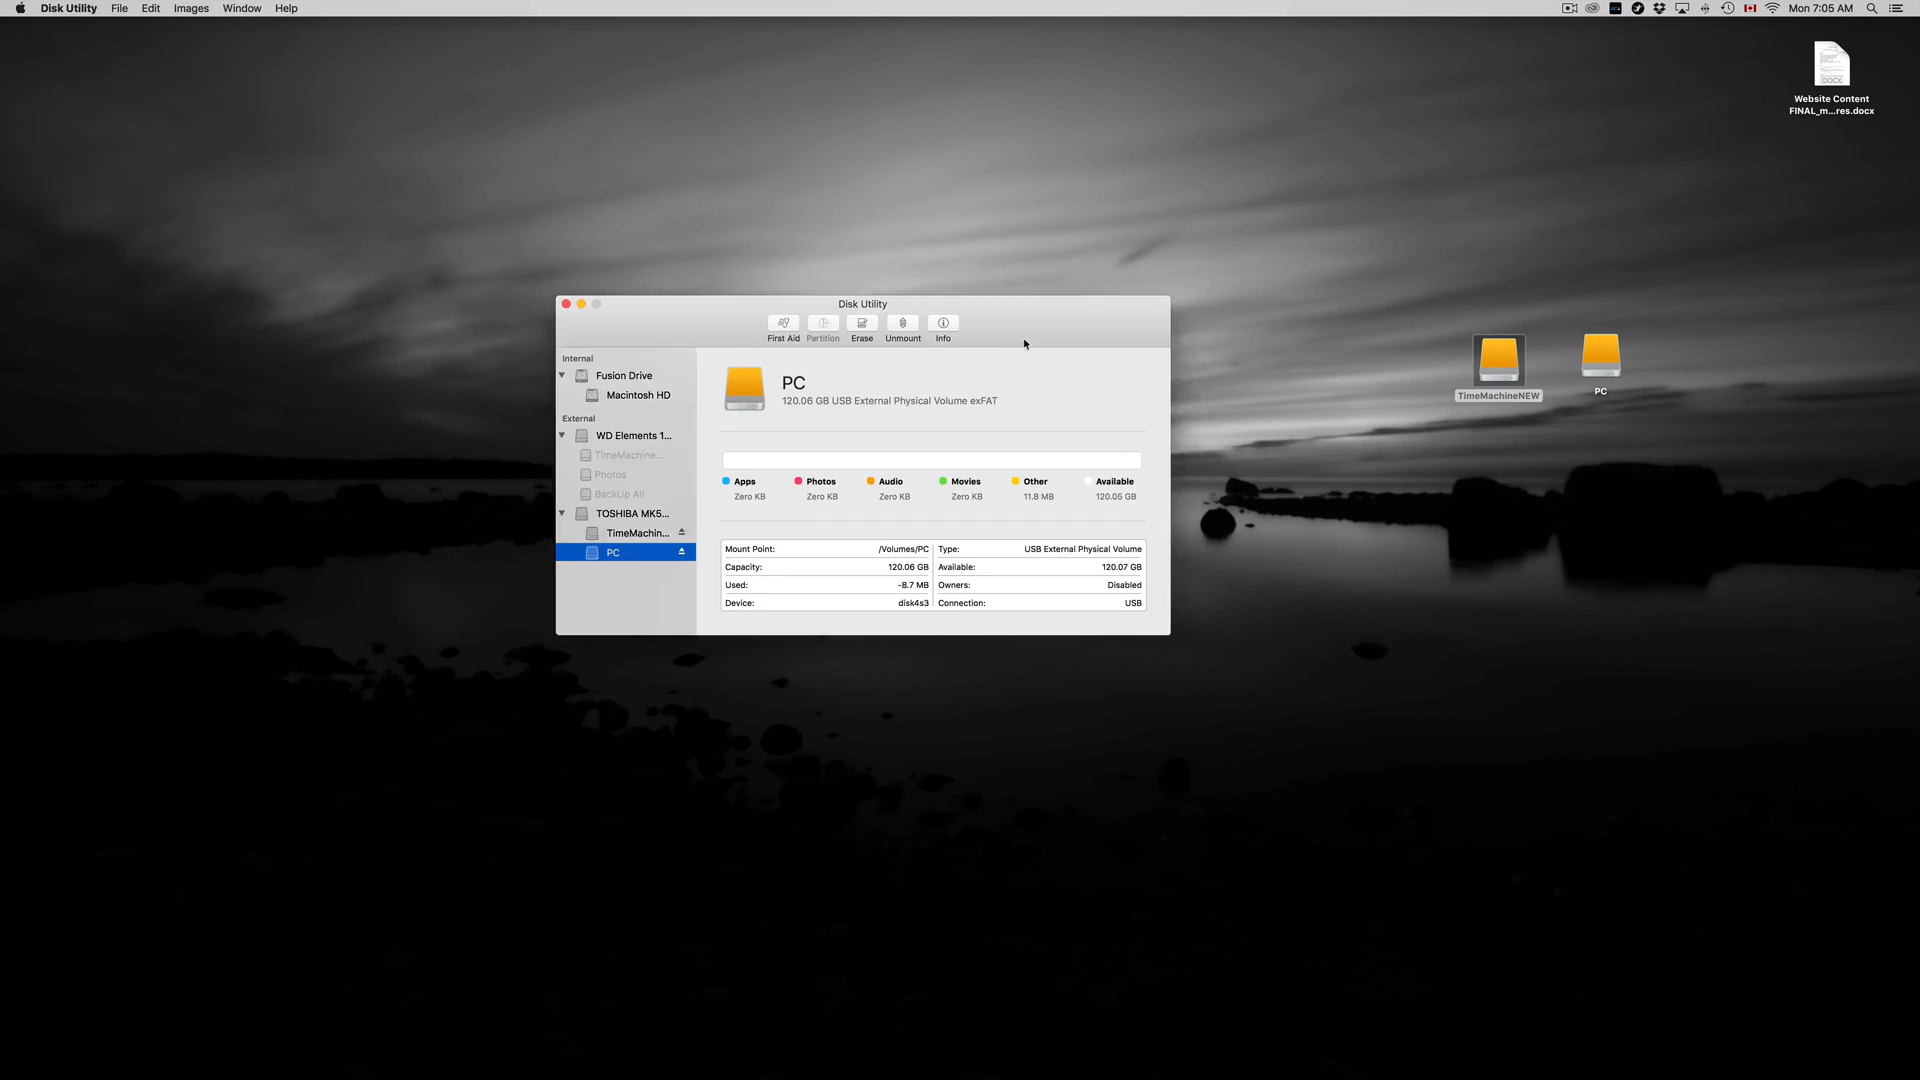 Disk Utility File Edit Images Window Help
Mon 7:05 AM
DOCX
Website Content
FINAL_m...res.docx
Disk Utility
First Aid Partition Erase Unmount Info
Internal
Fusion Drive
Macintosh HD
External
WD Elements 1...
TimeMachine...
Photos
BackUp All
TOSHIBA MK5...
TimeMachin...
PC
PC
120.06 GB USB External Physical Volume exFAT
Apps Photos Audio Movies Other Available
Zero KB Zero KB Zero KB Zero KB 11.8 MB 120.05 GB
Mount Point: /Volumes/PC Type: USB External Physical Volume
Capacity: 120.06 GB Available: 120.07 GB
Used: -8.7 MB Owners: Disabled
Device: disk4s3 Connection: USB
TimeMachineNEW
PC